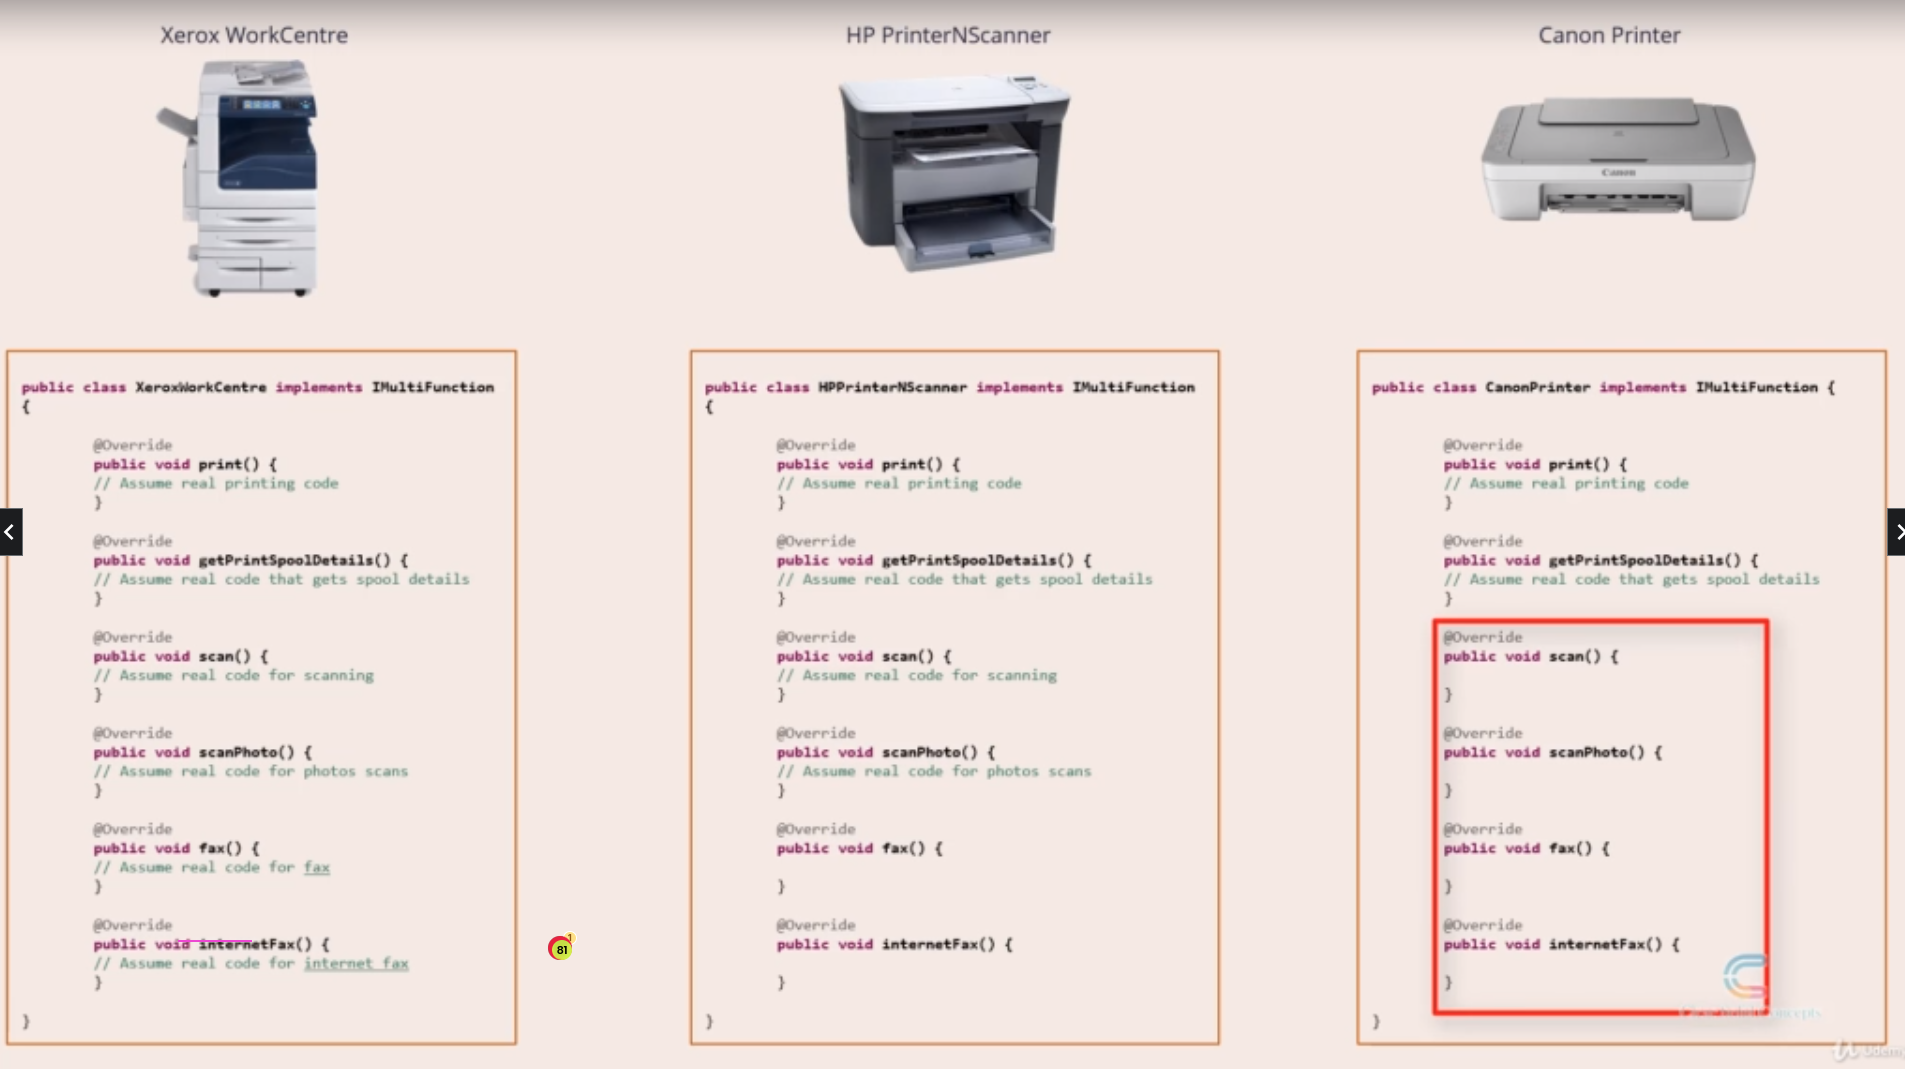 Xerox WorkCentre
HP PrinterNScanner
Canon Printer
Canon
public class XeroxWorkCentre implements IMultiFunction
{
@Override
public void print() {
// Assume real printing code
}
@Override
public void getPrintSpoolDetails() {
// Assume real code that gets spool details
}
@Override
public void scan() {
// Assume real code for scanning
}
@Override
public void scanPhoto() {
// Assume real code for photos scans
}
@Override
public void fax() {
// Assume real code for fax
}
@Override
public void internetFax() {
// Assume real code for internet fax
}
}
81
1
public class HPPrinterNScanner implements IMultiFunction
{
@Override
public void print() {
// Assume real printing code
}
@Override
public void getPrintSpoolDetails() {
// Assume real code that gets spool details
}
@Override
public void scan() {
// Assume real code for scanning
}
@Override
public void scanPhoto() {
// Assume real code for photos scans
}
@Override
public void fax() {
}
@Override
public void internetFax() {
}
}
public class CanonPrinter implements IMultiFunction {
@Override
public void print() {
// Assume real printing code
}
@Override
public void getPrintSpoolDetails() {
// Assume real code that gets spool details
}
@Override
public void scan() {
}
@Override
public void scanPhoto() {
}
@Override
public void fax() {
}
@Override
public void internetFax() {
}
}
Concepts
Udemy